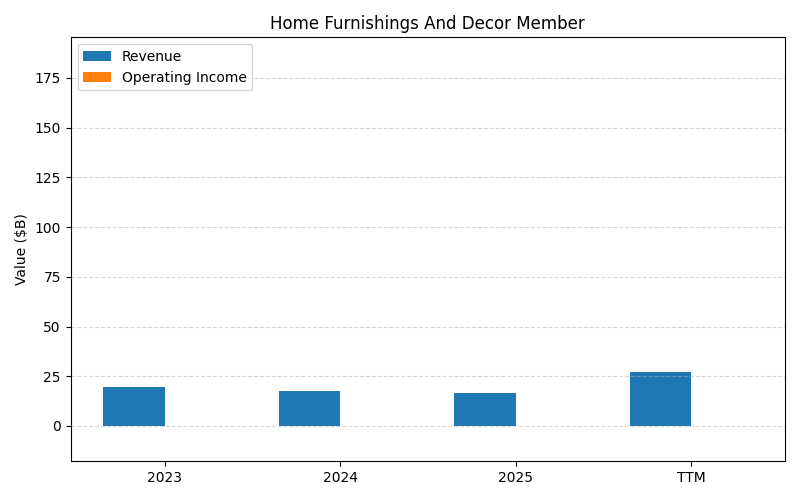 Home Furnishings And Decor Member
Revenue
Operating Income
Value ($B)
175
150
125
100
75
50
25
0
2023 2024 2025 TTM